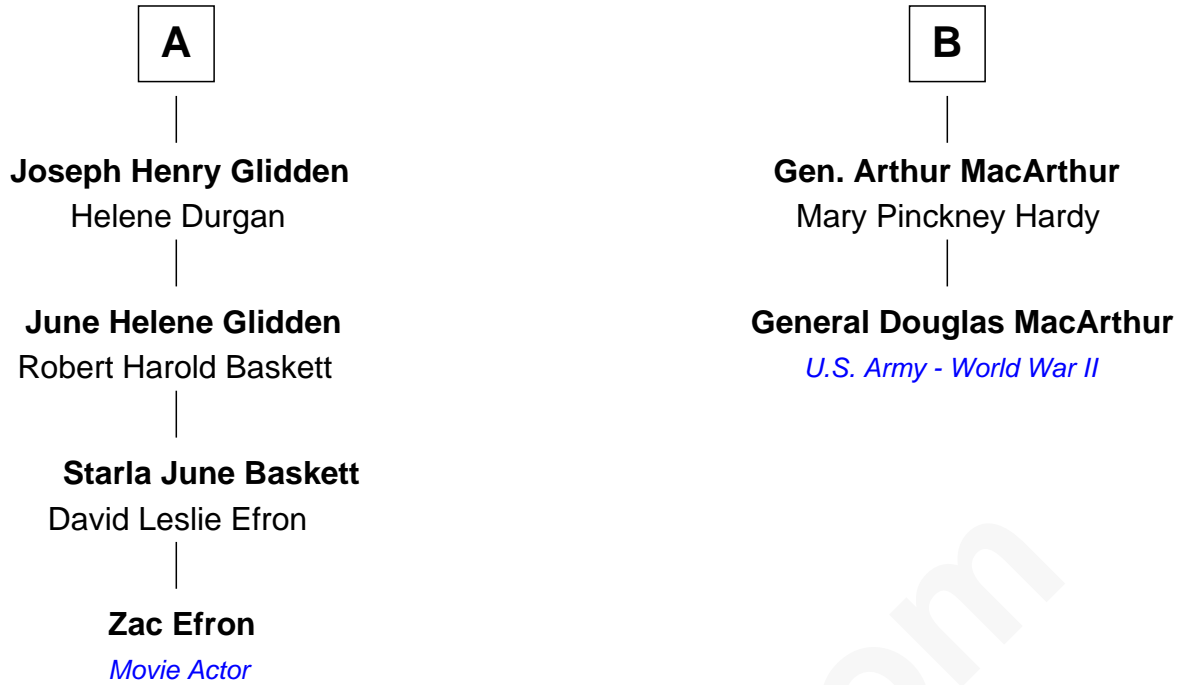 A
Joseph Henry Glidden
Helene Durgan
June Helene Glidden
Robert Harold Baskett
Starla June Baskett
David Leslie Efron
Zac Efron
Movie Actor
B
Gen. Arthur MacArthur
Mary Pinckney Hardy
General Douglas MacArthur
U.S. Army - World War II
om